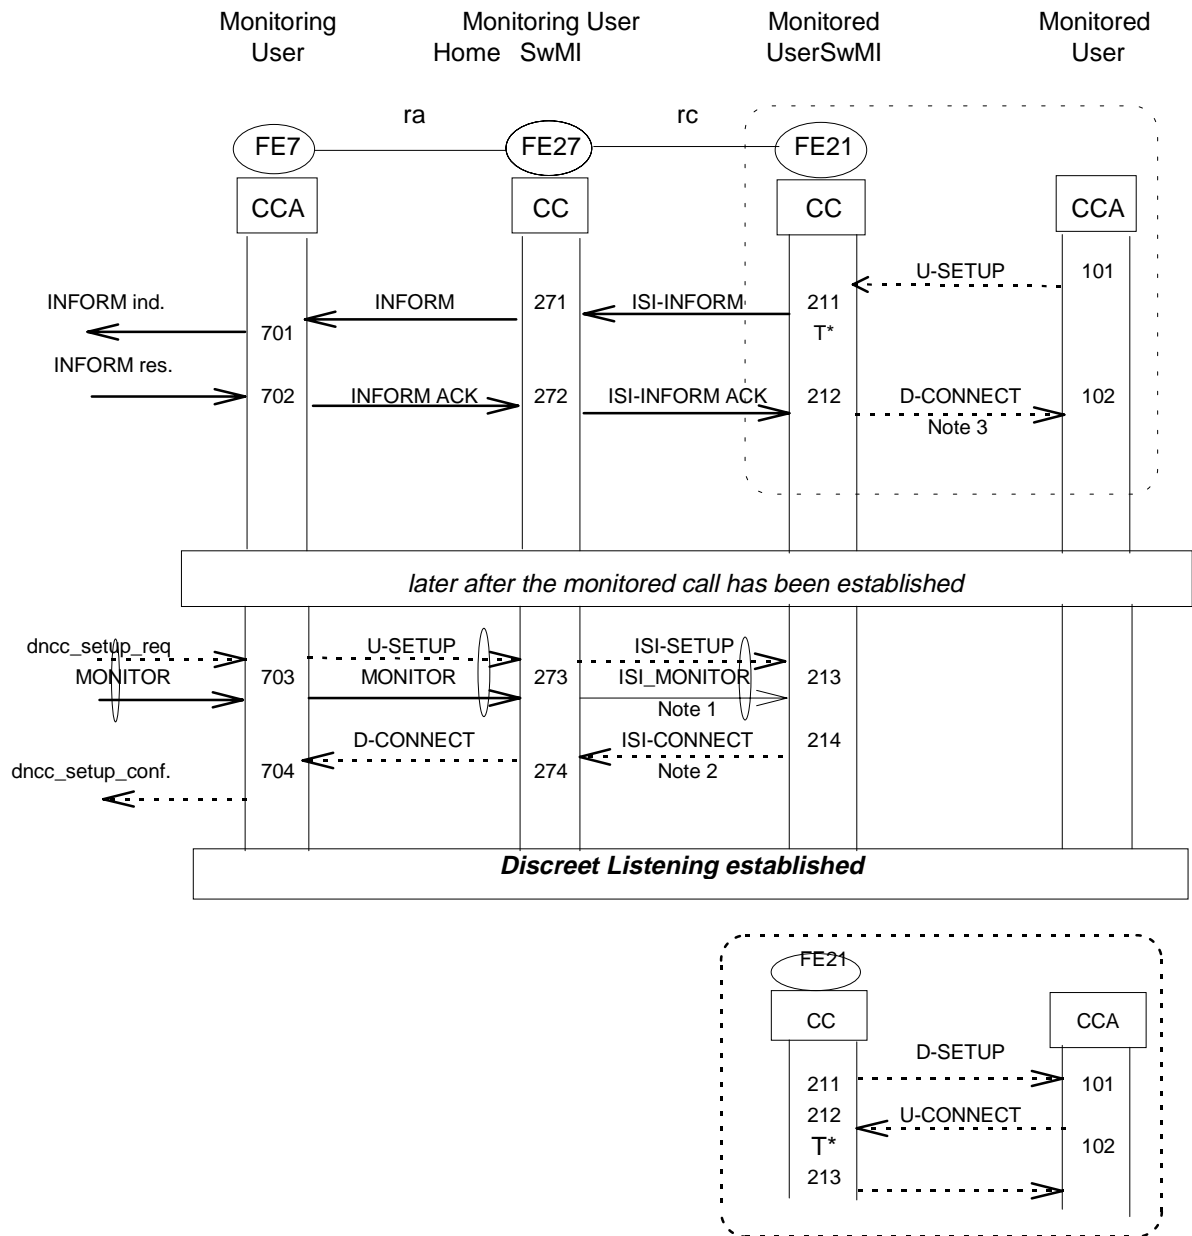 Monitoring User
Monitoring User Home SwMI
Monitored UserSwMI
Monitored User
ra
rc
FE7
FE27
FE21
CCA
CC
CC
CCA
U-SETUP
101
INFORM ind.
INFORM
271
ISI-INFORM
211
701
T*
INFORM res.
702
INFORM ACK
272
ISI-INFORM ACK
212
D-CONNECT
102
Note 3
later after the monitored call has been established
dncc_setup_req
U-SETUP
ISI-SETUP
MONITOR
703
MONITOR
273
ISI_MONITOR
213
Note 1
D-CONNECT
ISI-CONNECT
214
dncc_setup_conf.
704
274
Note 2
Discreet Listening established
FE21
CC
CCA
D-SETUP
211
101
212
U-CONNECT
T*
102
213